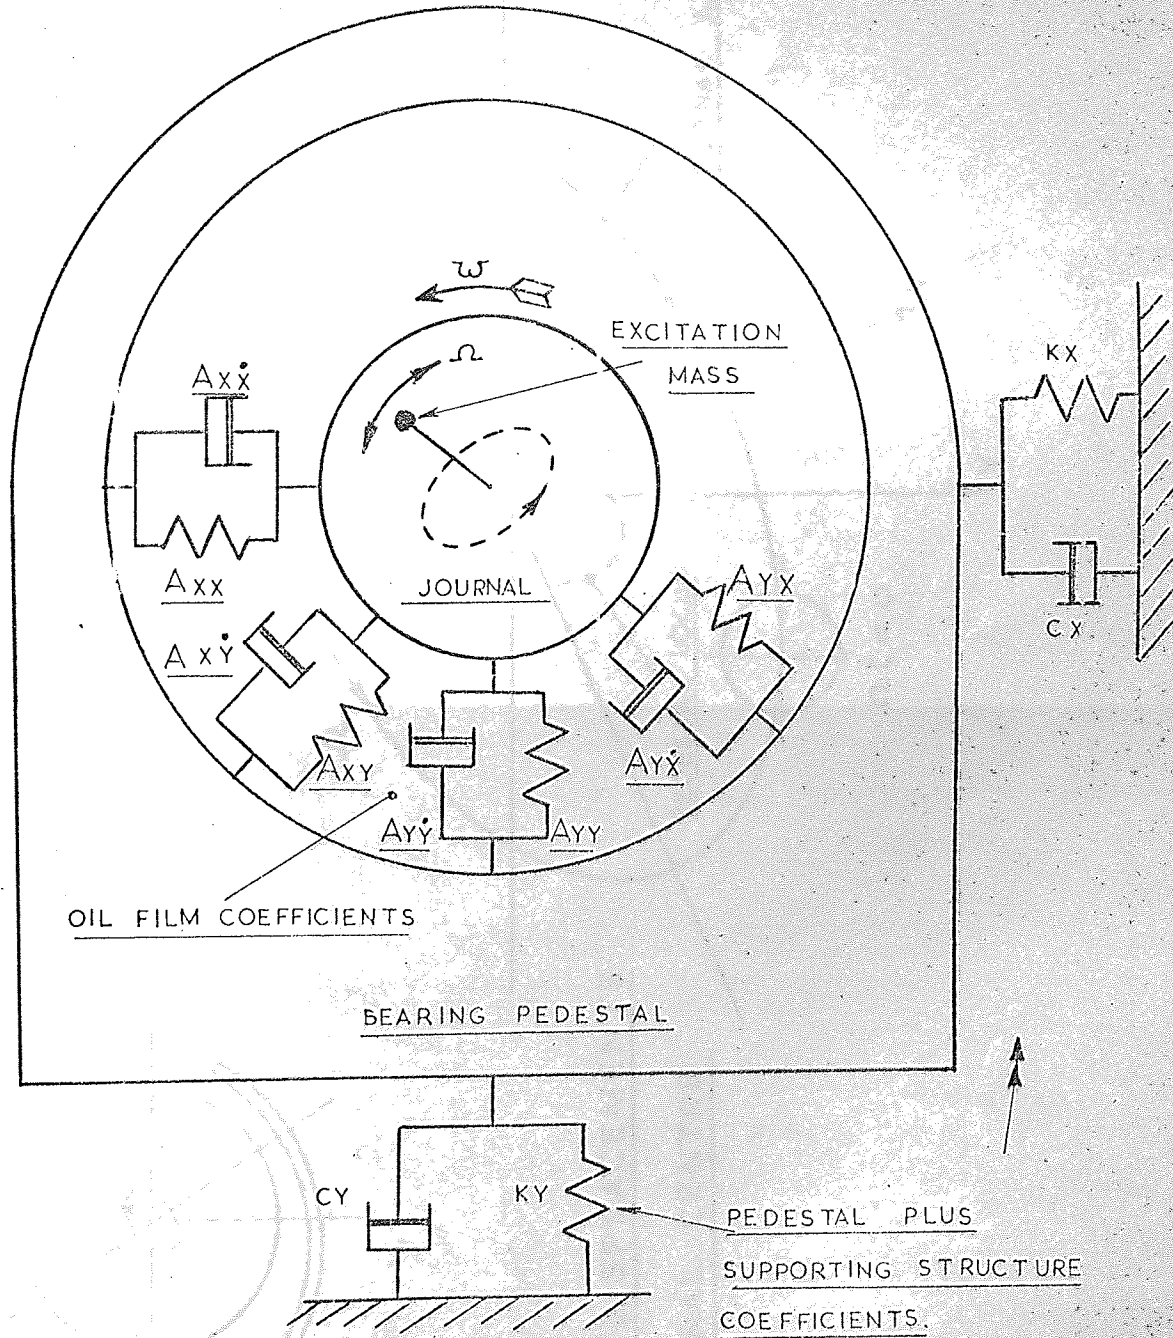 ω
EXCITATION
MASS
Ω
KX
AXẊ
AXX
JOURNAL
AYX
CX
AXẎ
AXY
AYẊ
AYẎ
AYY
OIL FILM COEFFICIENTS
BEARING PEDESTAL
CY
KY
PEDESTAL PLUS
SUPPORTING STRUCTURE
COEFFICIENTS.